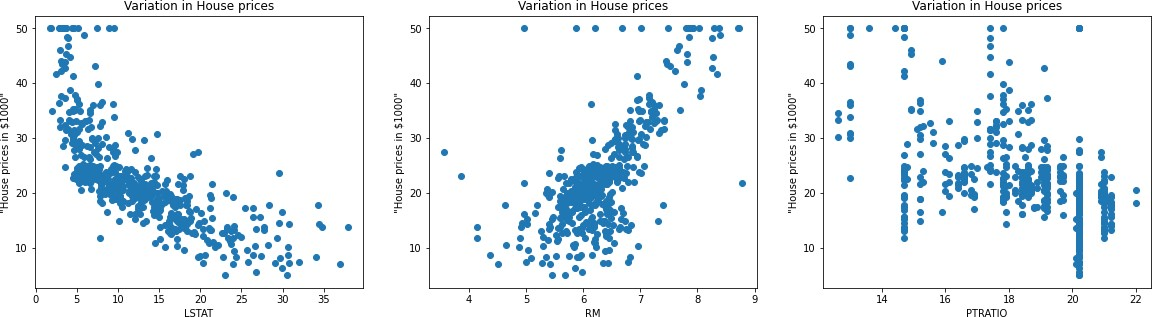 Variation in House prices
"House prices in $1000"
50
40
30
20
10
0 5 10 15 20 25 30 35
LSTAT
Variation in House prices
"House prices in $1000"
50
40
30
20
10
4 5 6 7 8 9
RM
Variation in House prices
"House prices in $1000"
50
40
30
20
10
14 16 18 20 22
PTRATIO